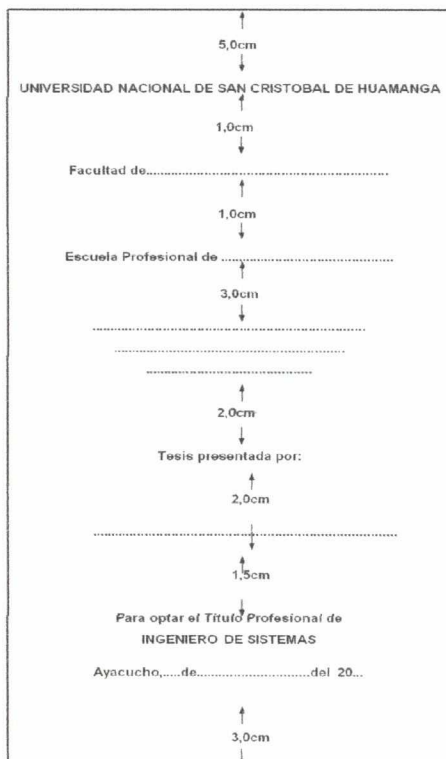 5,0cm
UNIVERSIDAD NACIONAL DE SAN CRISTOBAL DE HUAMANGA
1,0cm
Facultad de................................................................
1,0cm
Escuela Profesional de .............................................
3,0cm
........................................................................
.............................................................
............................................
2,0cm
Tesis presentada por:
2,0cm
................................................................................
1,5cm
Para optar el Título Profesional de
INGENIERO DE SISTEMAS
Ayacucho,.....de..............................del 20...
3,0cm